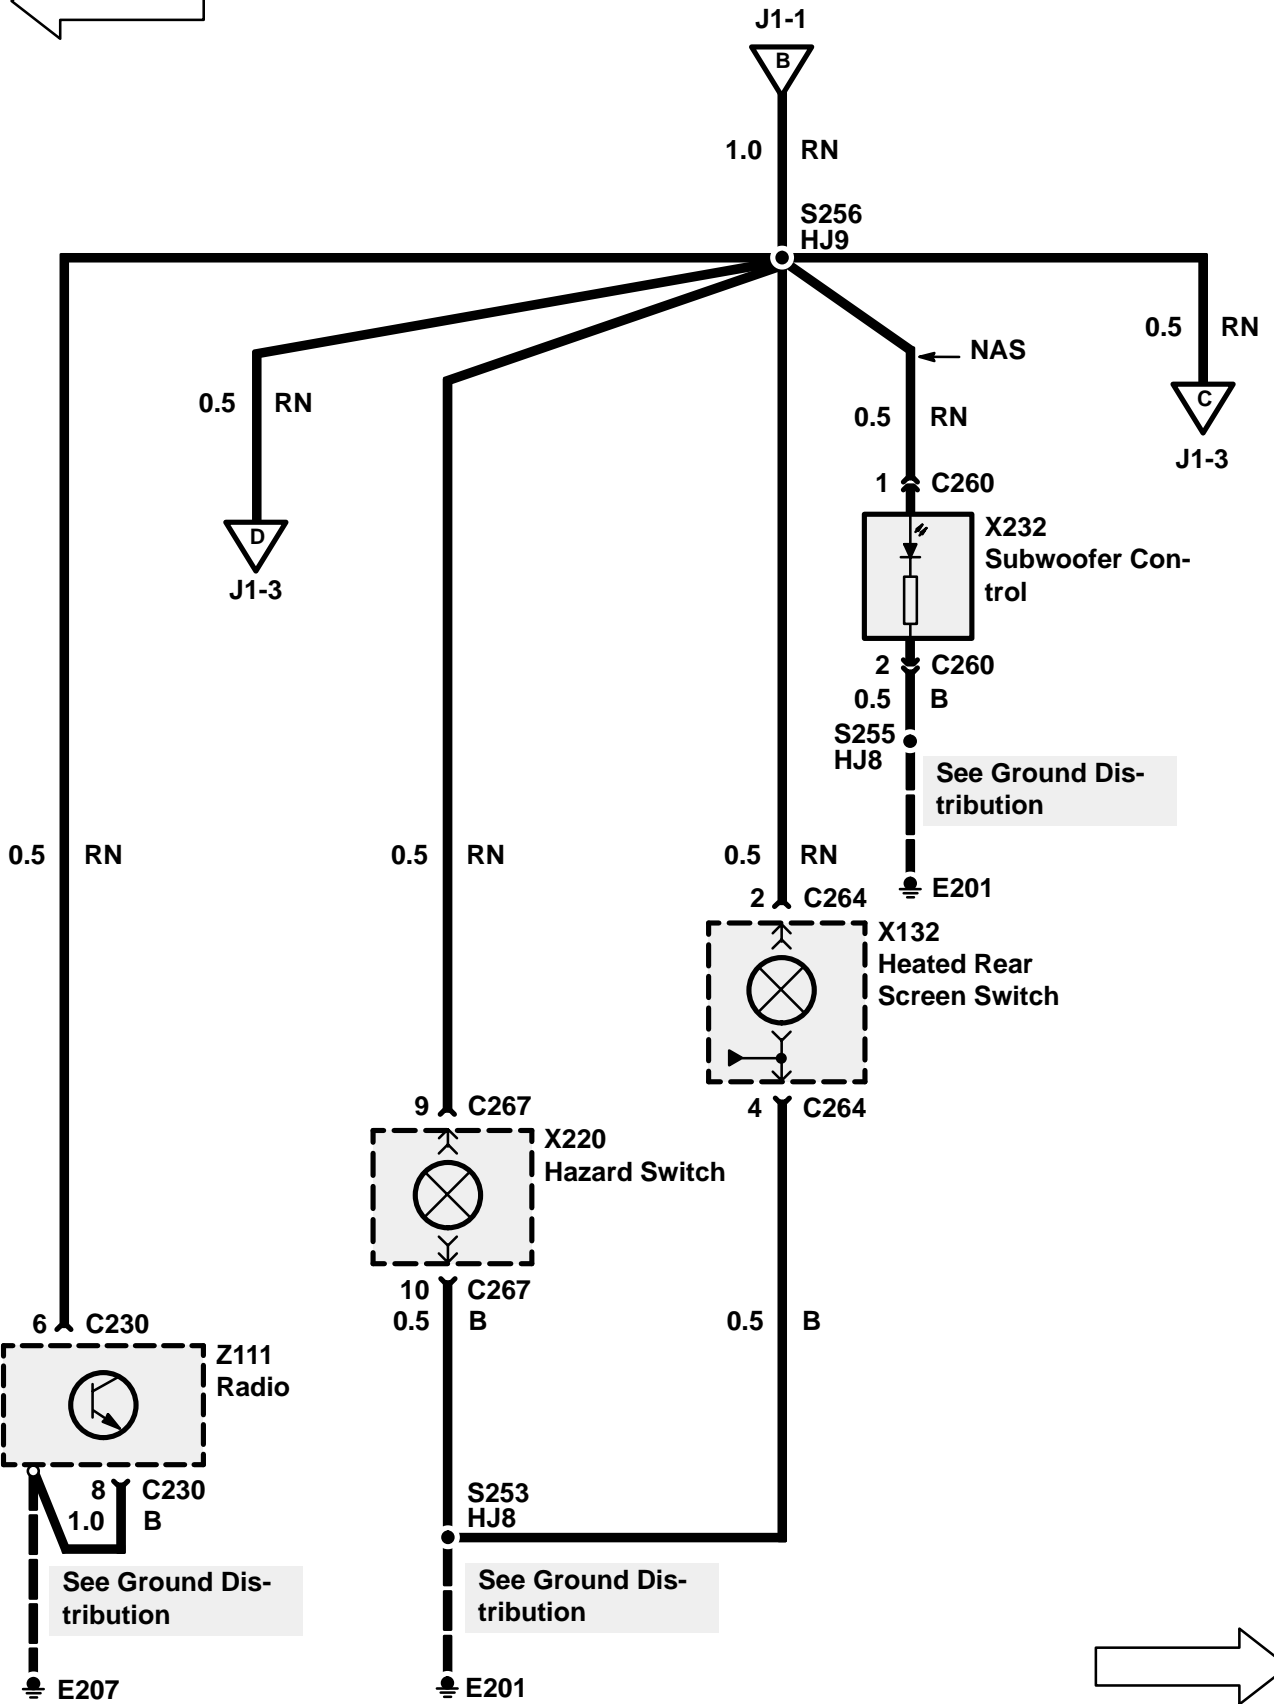 J1-1
B
1.0 RN
S256
HJ9
0.5 RN
NAS
0.5 RN
0.5 RN
C
J1-3
1 C260
D
J1-3
X232
Subwoofer Con-
trol
2 C260
0.5 B
S255
HJ8
See Ground Dis-
tribution
0.5 RN
0.5 RN
0.5 RN
E201
2 C264
X132
Heated Rear
Screen Switch
9 C267
4 C264
X220
Hazard Switch
10 C267
0.5 B
0.5 B
6 C230
Z111
Radio
8 C230
1.0 B
S253
HJ8
See Ground Dis-
tribution
See Ground Dis-
tribution
E207
E201